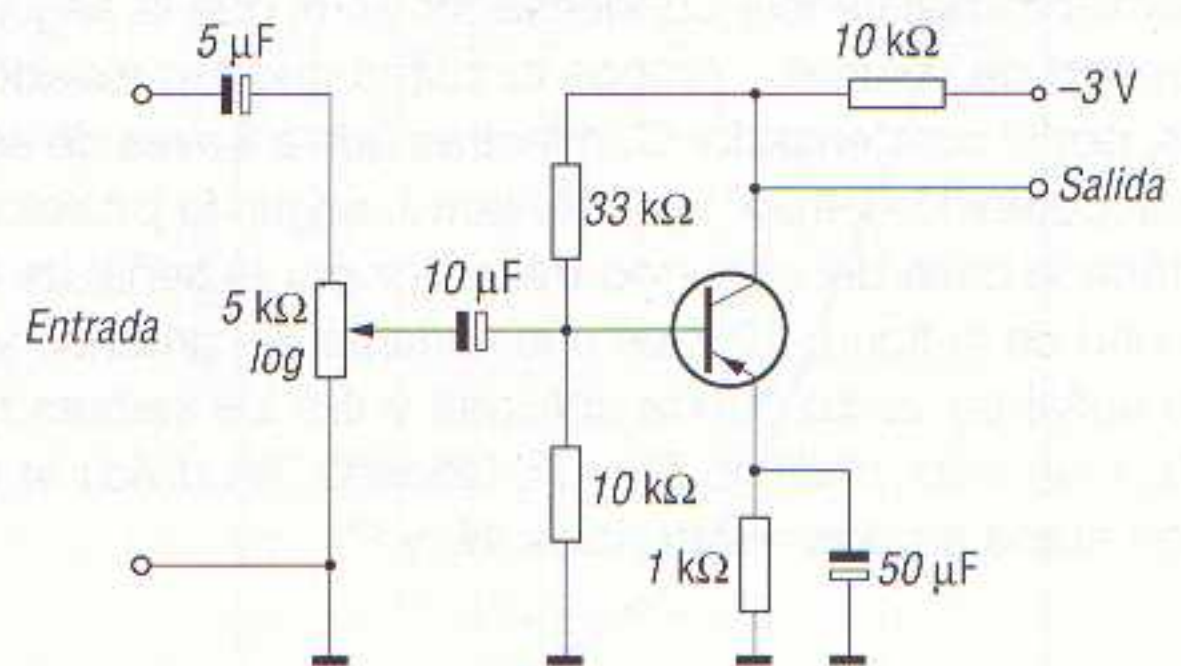 5 µF
10 kΩ
–3 V
Salida
33 kΩ
10 µF
5 kΩ
log
Entrada
10 kΩ
1 kΩ
50 µF